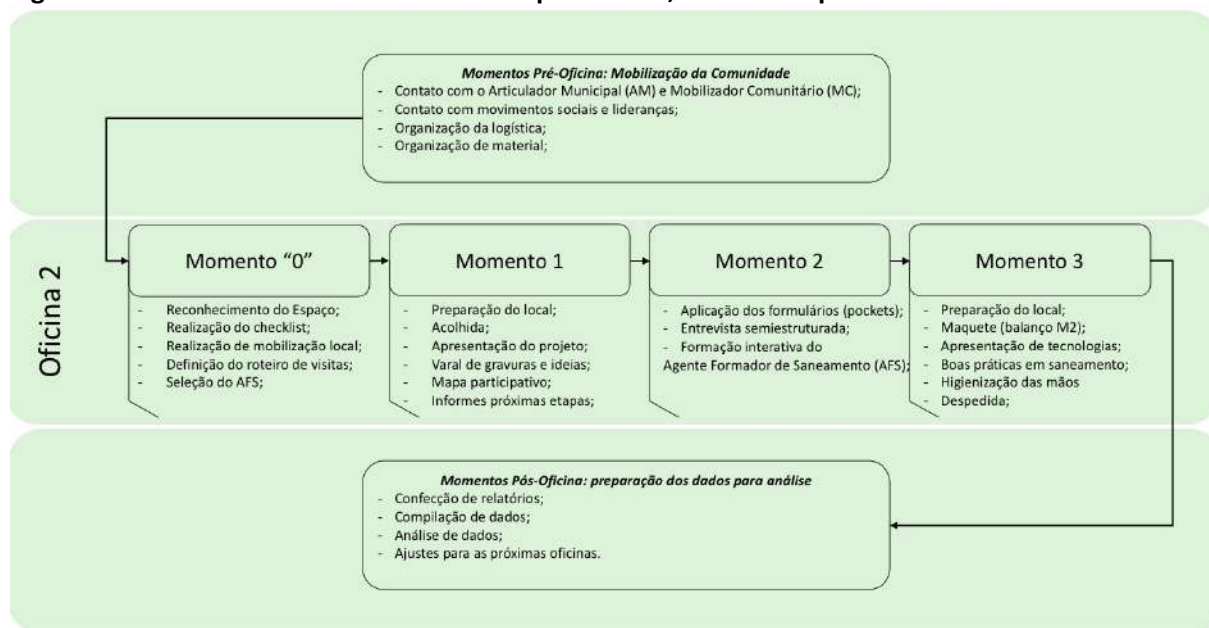 Momentos Pré-Oficina: Mobilização da Comunidade
- Contato com o Articulador Municipal (AM) e Mobilizador Comunitário (MC);
- Contato com movimentos sociais e lideranças;
- Organização da logística;
- Organização de material;
Oficina 2
Momento “0”
- Reconhecimento do Espaço;
- Realização do checklist;
- Realização de mobilização local;
- Definição do roteiro de visitas;
- Seleção do AFS;
Momento 1
- Preparação do local;
- Acolhida;
- Apresentação do projeto;
- Varal de gravuras e ideias;
- Mapa participativo;
- Informes próximas etapas;
Momento 2
- Aplicação dos formulários (pockets);
- Entrevista semiestruturada;
- Formação interativa do
Agente Formador de Saneamento (AFS);
Momento 3
- Preparação do local;
- Maquete (balanço M2);
- Apresentação de tecnologias;
- Boas práticas em saneamento;
- Higienização das mãos
- Despedida;
Momentos Pós-Oficina: preparação dos dados para análise
- Confecção de relatórios;
- Compilação de dados;
- Análise de dados;
- Ajustes para as próximas oficinas.